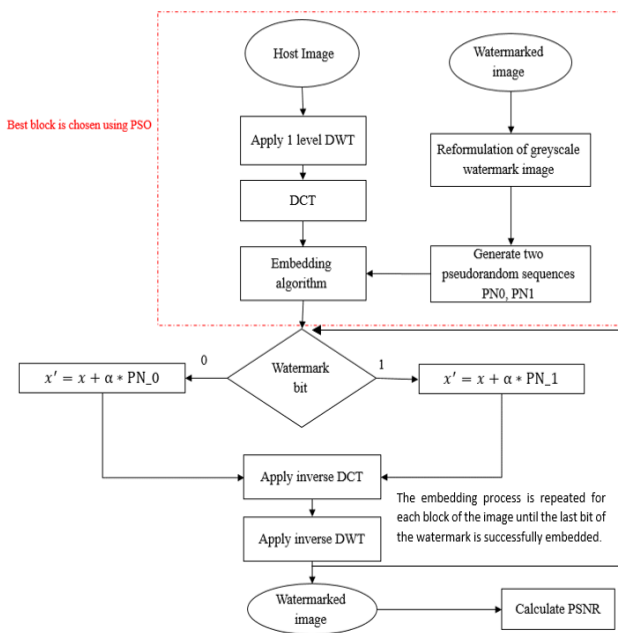 Host Image
Watermarked
image
Best block is chosen using PSO
Apply 1 level DWT
Reformulation of greyscale
watermark image
DCT
Embedding
algorithm
Generate two
pseudorandom sequences
PN0, PN1
Watermark
bit
0
1
x′ = x + α * PN_0
x′ = x + α * PN_1
Apply inverse DCT
The embedding process is repeated for
each block of the image until the last bit of
the watermark is successfully embedded.
Apply inverse DWT
Watermarked
image
Calculate PSNR